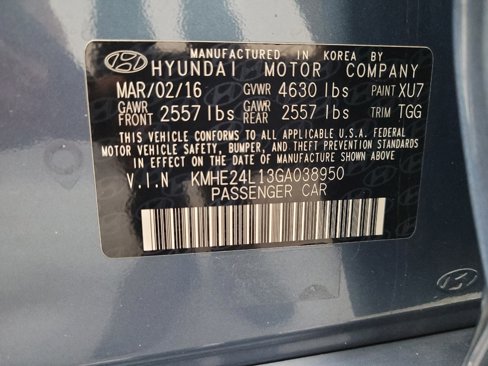 MANUFACTURED IN KOREA BY
HYUNDAI MOTOR COMPANY
MAR/02/16 GVWR 4630 lbs PAINT XU7
GAWR FRONT 2557 lbs GAWR REAR 2557 lbs TRIM TGG
THIS VEHICLE CONFORMS TO ALL APPLICABLE U.S.A. FEDERAL
MOTOR VEHICLE SAFETY, BUMPER, AND THEFT PREVENTION STANDARDS
IN EFFECT ON THE DATE OF MANUFACTURE SHOWN ABOVE
V.I.N KMHE24L13GA038950
PASSENGER CAR